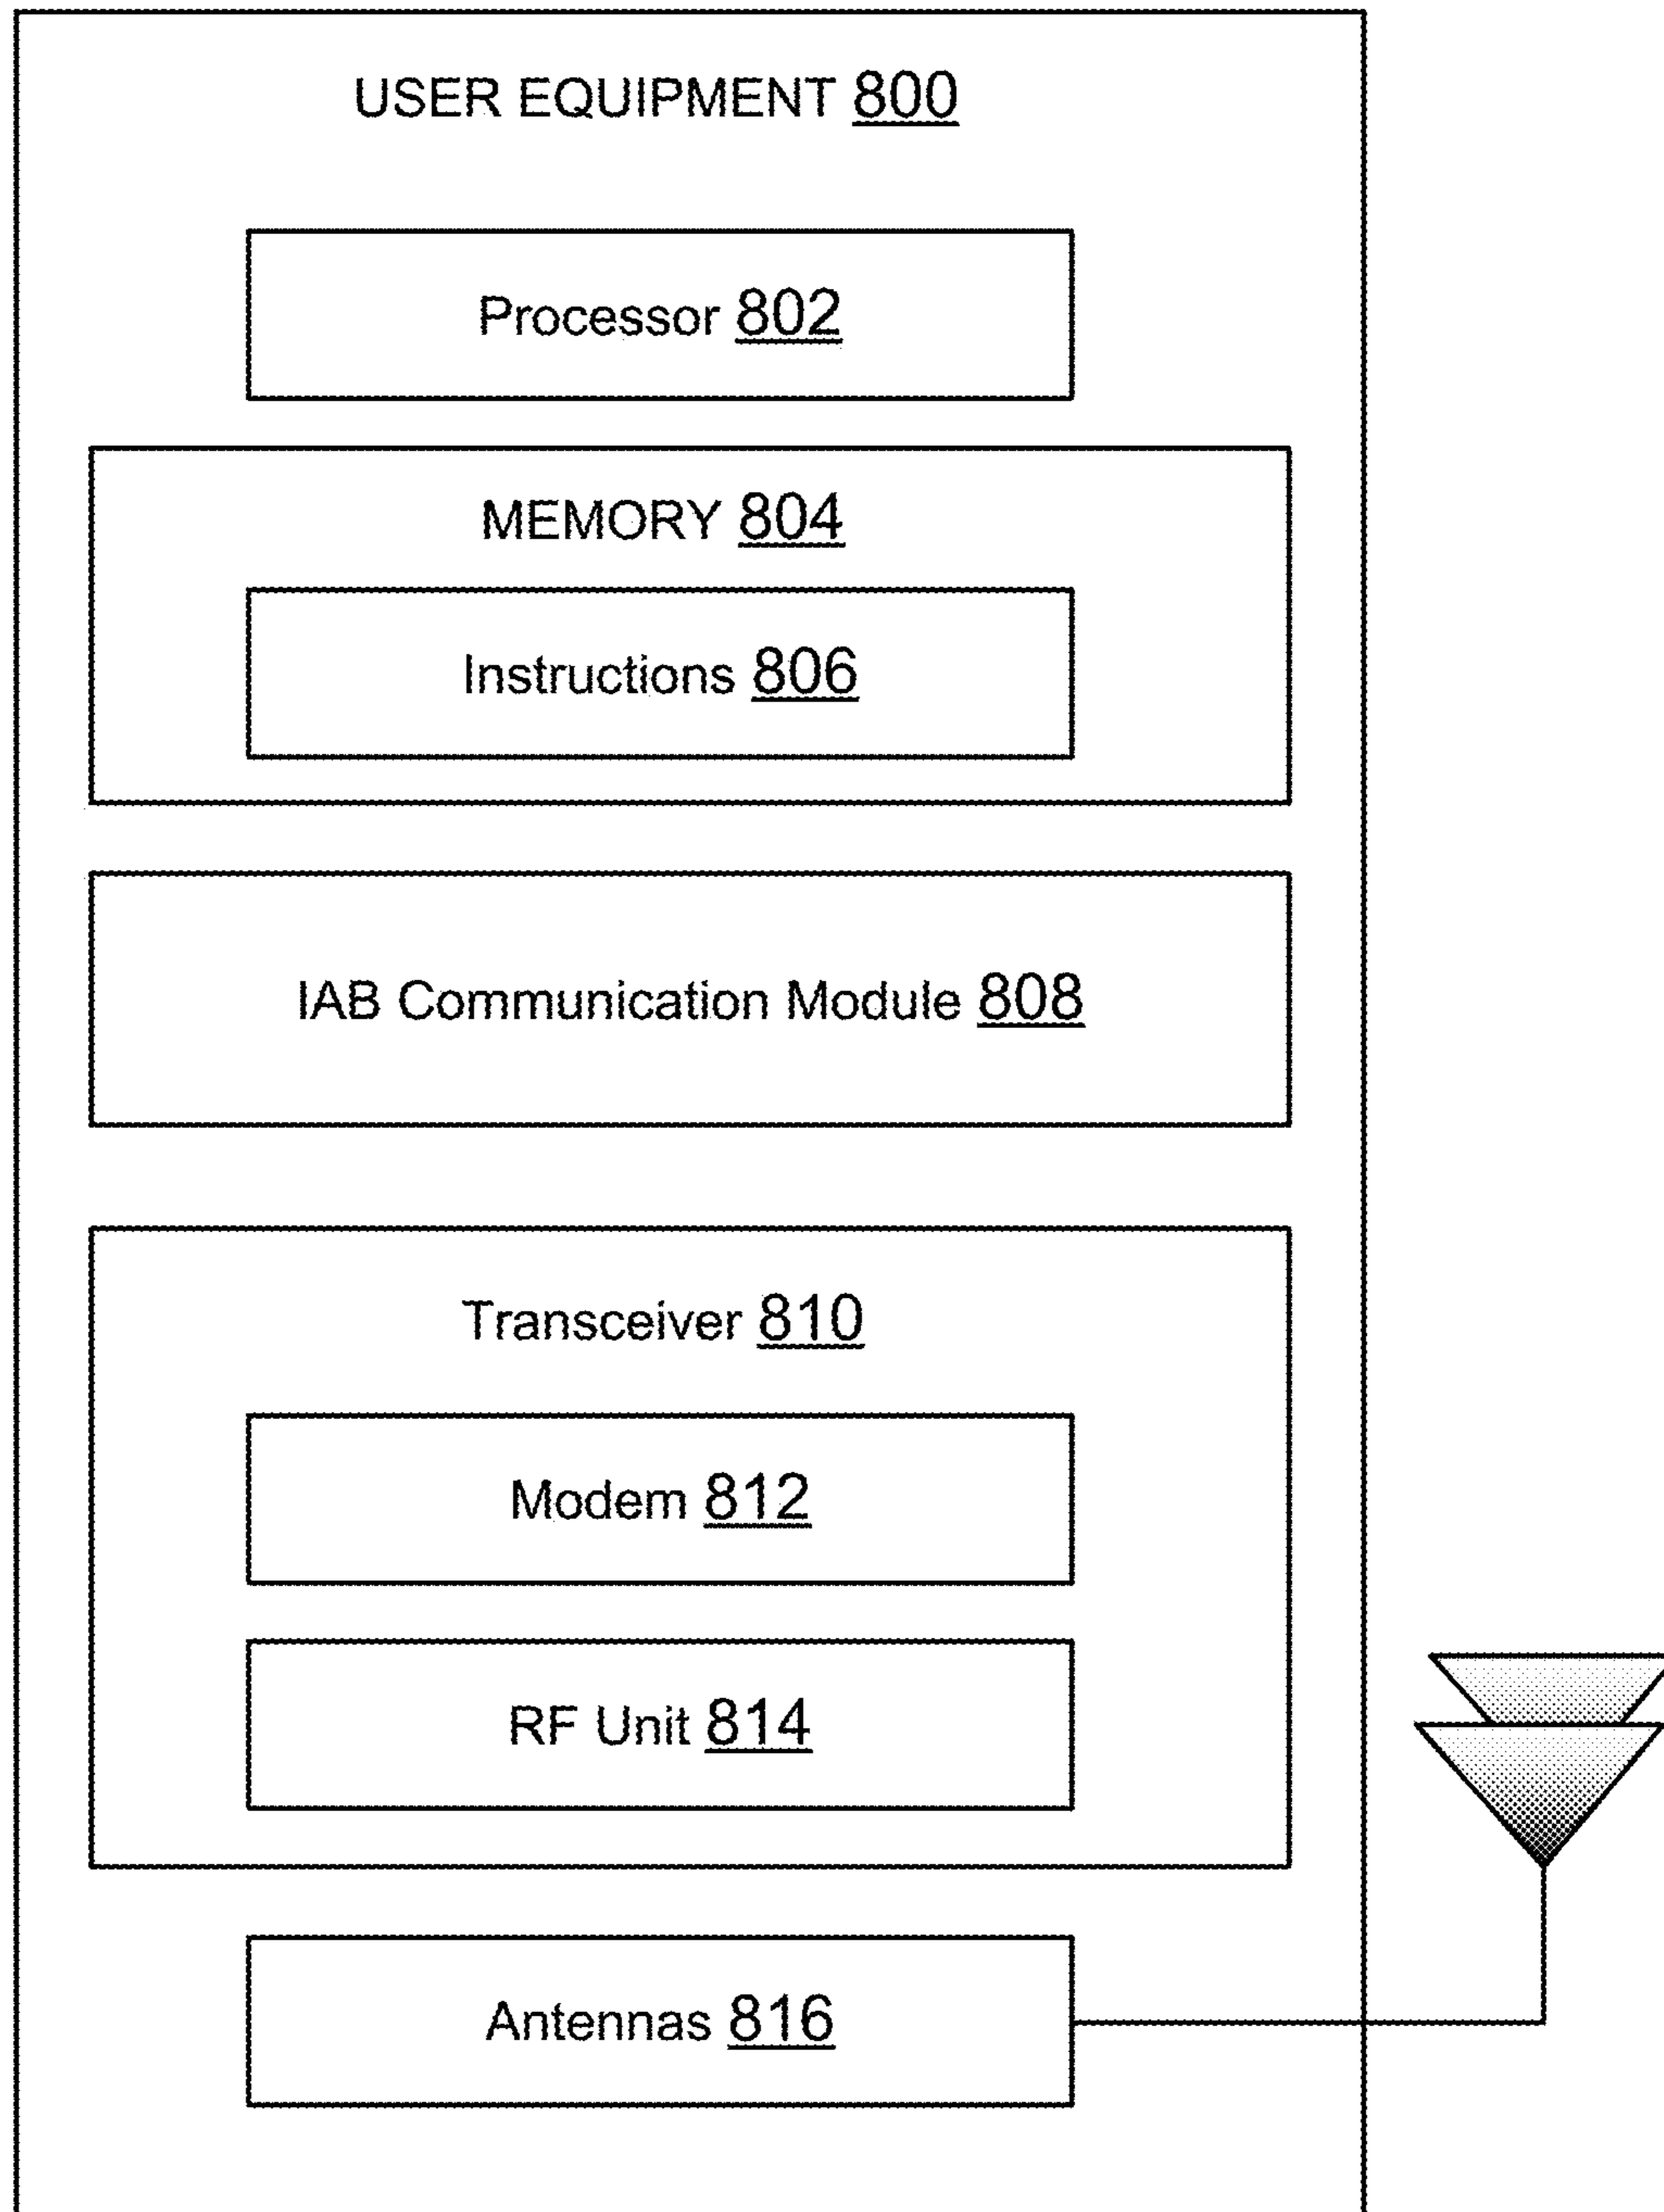 USER EQUIPMENT 800
Processor 802
MEMORY 804
Instructions 806
IAB Communication Module 808
Transceiver 810
Modem 812
RF Unit 814
Antennas 816